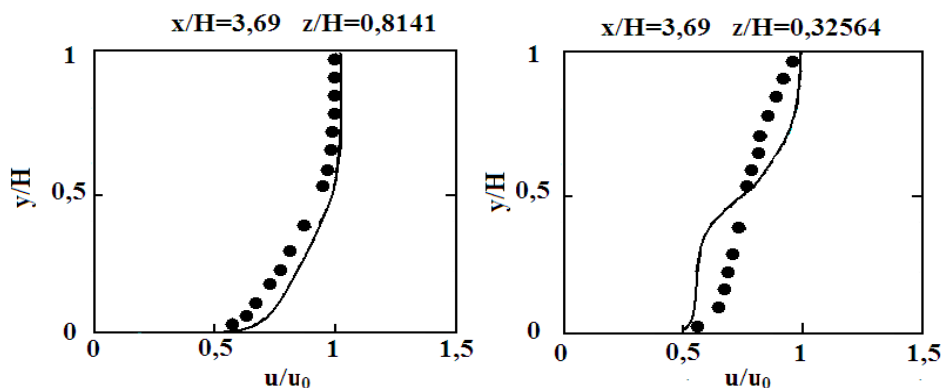 x/H=3,69 z/H=0,8141
1
y/H
0,5
0
0 0,5 1 1,5
u/u₀
x/H=3,69 z/H=0,32564
1
y/H
0,5
0
0 0,5 1 1,5
u/u₀